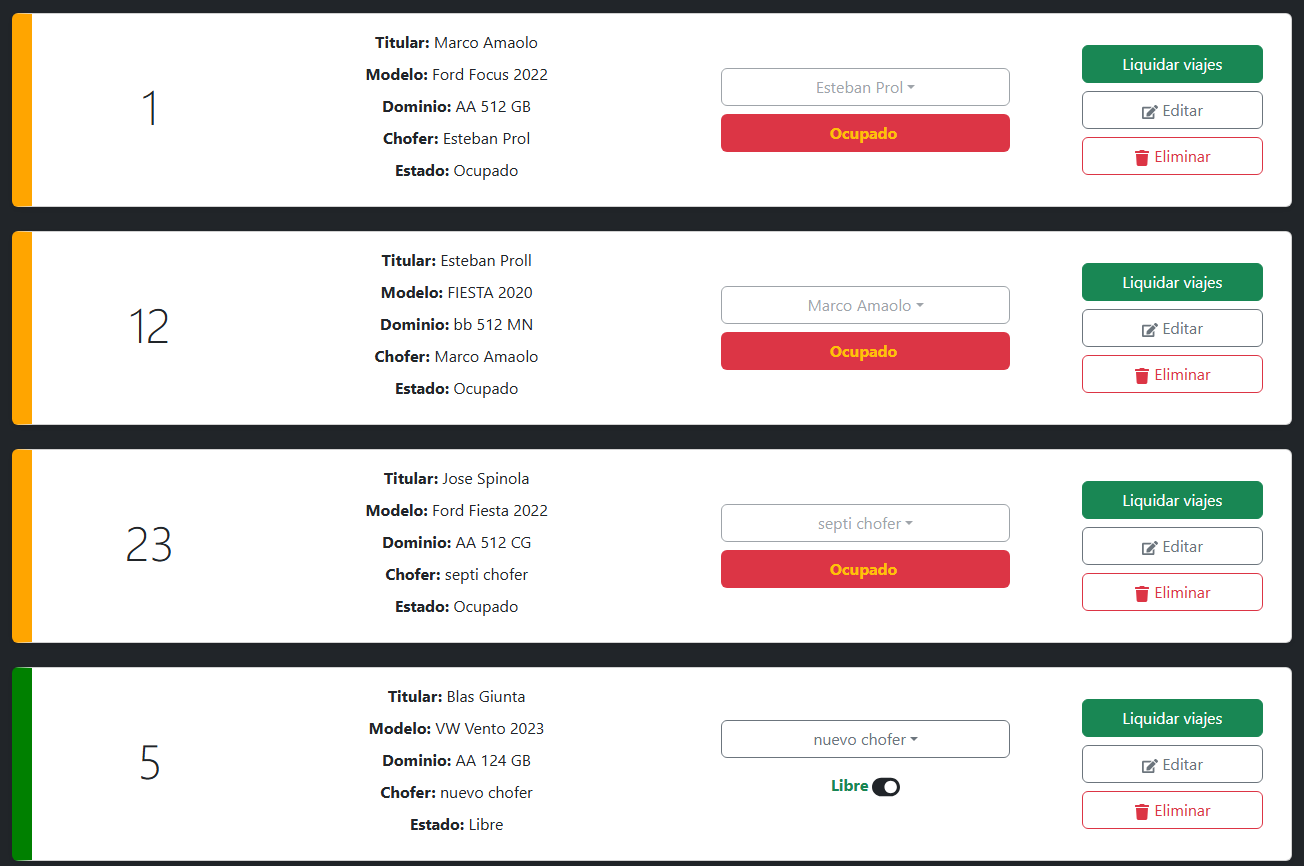 1
Titular: Marco Amaolo
Modelo: Ford Focus 2022
Dominio: AA 512 GB
Chofer: Esteban Prol
Estado: Ocupado
Esteban Prol
Ocupado
Liquidar viajes
Editar
Eliminar
12
Titular: Esteban Proll
Modelo: FIESTA 2020
Dominio: bb 512 MN
Chofer: Marco Amaolo
Estado: Ocupado
Marco Amaolo
Ocupado
Liquidar viajes
Editar
Eliminar
23
Titular: Jose Spinola
Modelo: Ford Fiesta 2022
Dominio: AA 512 CG
Chofer: septi chofer
Estado: Ocupado
septi chofer
Ocupado
Liquidar viajes
Editar
Eliminar
5
Titular: Blas Giunta
Modelo: VW Vento 2023
Dominio: AA 124 GB
Chofer: nuevo chofer
Estado: Libre
nuevo chofer
Libre
Liquidar viajes
Editar
Eliminar